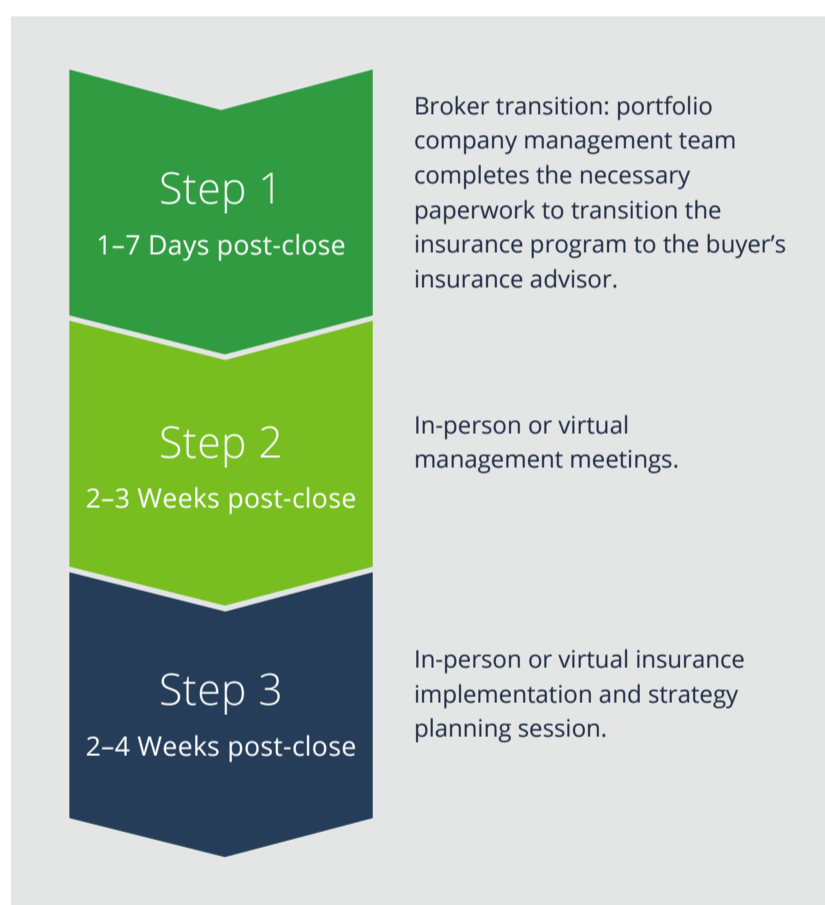 Step 1
1–7 Days post-close
Broker transition: portfolio
company management team
completes the necessary
paperwork to transition the
insurance program to the buyer’s
insurance advisor.
Step 2
2–3 Weeks post-close
In-person or virtual
management meetings.
Step 3
2–4 Weeks post-close
In-person or virtual insurance
implementation and strategy
planning session.